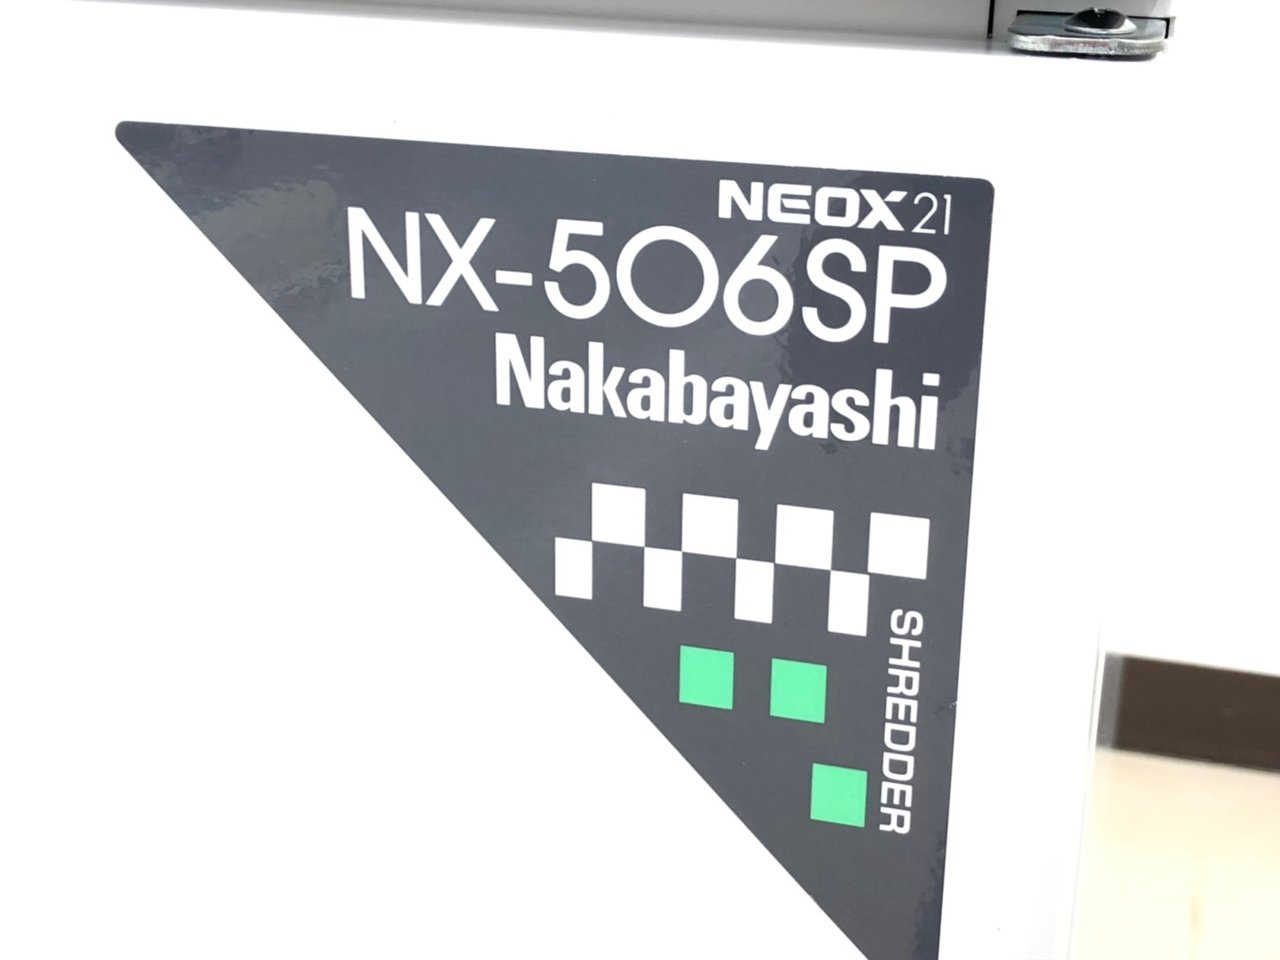 NEOX21
NX-506SP
Nakabayashi
SHREDDER